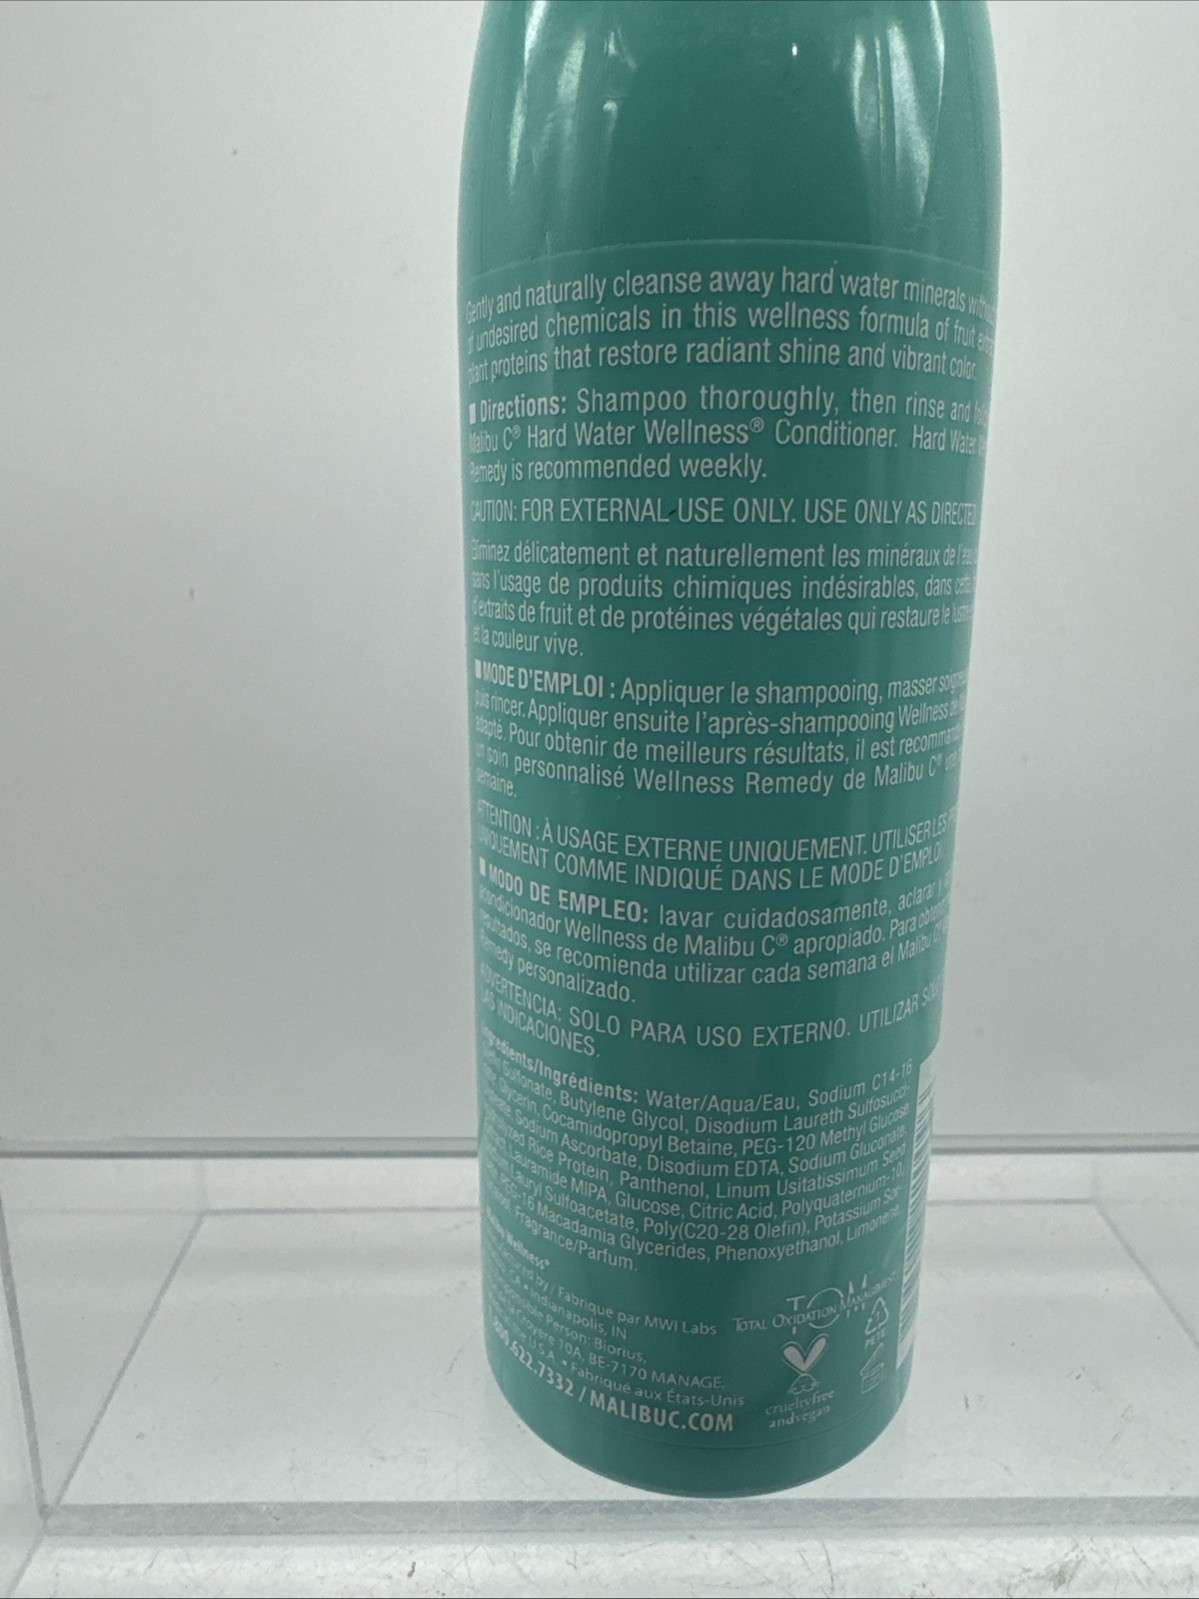 Gently and naturally cleanse away hard water minerals
of undesired chemicals in this wellness formula of fruit
plant proteins that restore radiant shine and vibrant color.
Directions: Shampoo thoroughly, then rinse and
Malibu C® Hard Water Wellness® Conditioner. Hard Water
Remedy is recommended weekly.
CAUTION: FOR EXTERNAL USE ONLY. USE ONLY AS DIRECTED
Éliminez délicatement et naturellement les minéraux de l'eau
sans l'usage de produits chimiques indésirables, dans cette
d'extraits de fruit et de protéines végétales qui restaure le lustre
et la couleur vive.
MODE D'EMPLOI : Appliquer le shampooing, masser
puis rincer. Appliquer ensuite l'après-shampooing Wellness de
adapté. Pour obtenir de meilleurs résultats, il est
un soin personnalisé Wellness Remedy de Malibu C®
semaine.
ATTENTION : À USAGE EXTERNE UNIQUEMENT. UTILISER LES
UNIQUEMENT COMME INDIQUÉ DANS LE MODE D'EMPLOI
MODO DE EMPLEO: lavar cuidadosamente, aclarar y
acondicionador Wellness de Malibu C® apropiado. Para
resultados, se recomienda utilizar cada semana el Malibu C®
Remedy personalizado.
ADVERTENCIA: SOLO PARA USO EXTERNO. UTILIZAR
LAS INDICACIONES.
Ingredients/Ingrédients: Water/Aqua/Eau, Sodium C14-16
Olefin Sulfonate, Butylene Glycol, Disodium Laureth Sulfosucci-
nate, Glycerin, Cocamidopropyl Betaine, PEG-120 Methyl Glucose
Sodium Ascorbate, Disodium EDTA, Sodium Gluconate,
Hydrolyzed Rice Protein, Panthenol, Linum Usitatissimum Seed
Extract, Lauramide MIPA, Glucose, Citric Acid, Polyquaternium-10,
Sodium Lauryl Sulfoacetate, Poly(C20-28 Olefin), Potassium Sor-
bate, PEG-16 Macadamia Glycerides, Phenoxyethanol, Limonene,
Fragrance/Parfum.
Wellness®
Manufactured by / Fabriqué par MWI Labs
CA • Indianapolis, IN
Responsible Person: Biorius,
Croyere 10A, BE-7170 MANAGE.
U.S.A. • Fabriqué aux États-Unis
800.622.7332 / MALIBUC.COM
TOM
TOTAL OXIDATION MANAGEMENT
1
PETE
crueltyfree
andvegan